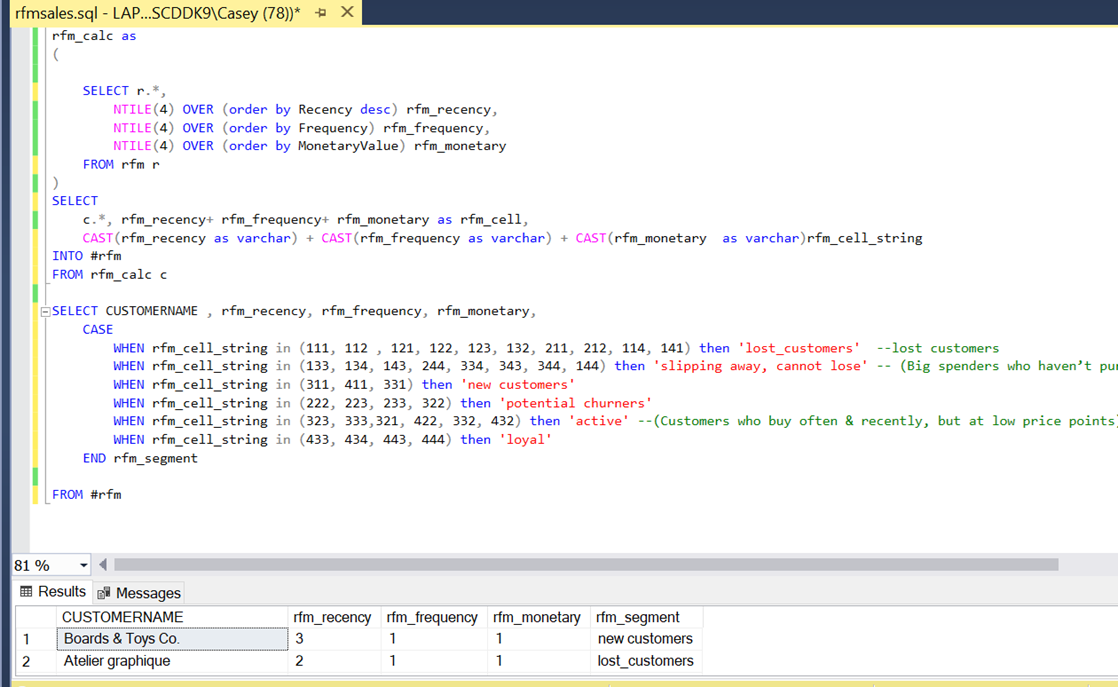 rfmsales.sql - LAP...SCDDK9\Casey (78))*
rfm_calc as
(
SELECT r.*,
NTILE(4) OVER (order by Recency desc) rfm_recency,
NTILE(4) OVER (order by Frequency) rfm_frequency,
NTILE(4) OVER (order by MonetaryValue) rfm_monetary
FROM rfm r
)
SELECT
c.*, rfm_recency+ rfm_frequency+ rfm_monetary as rfm_cell,
CAST(rfm_recency as varchar) + CAST(rfm_frequency as varchar) + CAST(rfm_monetary  as varchar)rfm_cell_string
INTO #rfm
FROM rfm_calc c
SELECT CUSTOMERNAME , rfm_recency, rfm_frequency, rfm_monetary,
CASE
WHEN rfm_cell_string in (111, 112 , 121, 122, 123, 132, 211, 212, 114, 141) then 'lost_customers'  --lost customers
WHEN rfm_cell_string in (133, 134, 143, 244, 334, 343, 344, 144) then 'slipping away, cannot lose' -- (Big spenders who haven’t pu
WHEN rfm_cell_string in (311, 411, 331) then 'new customers'
WHEN rfm_cell_string in (222, 223, 233, 322) then 'potential churners'
WHEN rfm_cell_string in (323, 333,321, 422, 332, 432) then 'active' --(Customers who buy often & recently, but at low price points)
WHEN rfm_cell_string in (433, 434, 443, 444) then 'loyal'
END rfm_segment
FROM #rfm
81 %
Results Messages
CUSTOMERNAME rfm_recency rfm_frequency rfm_monetary rfm_segment
1 Boards & Toys Co. 3 1 1 new customers
2 Atelier graphique 2 1 1 lost_customers